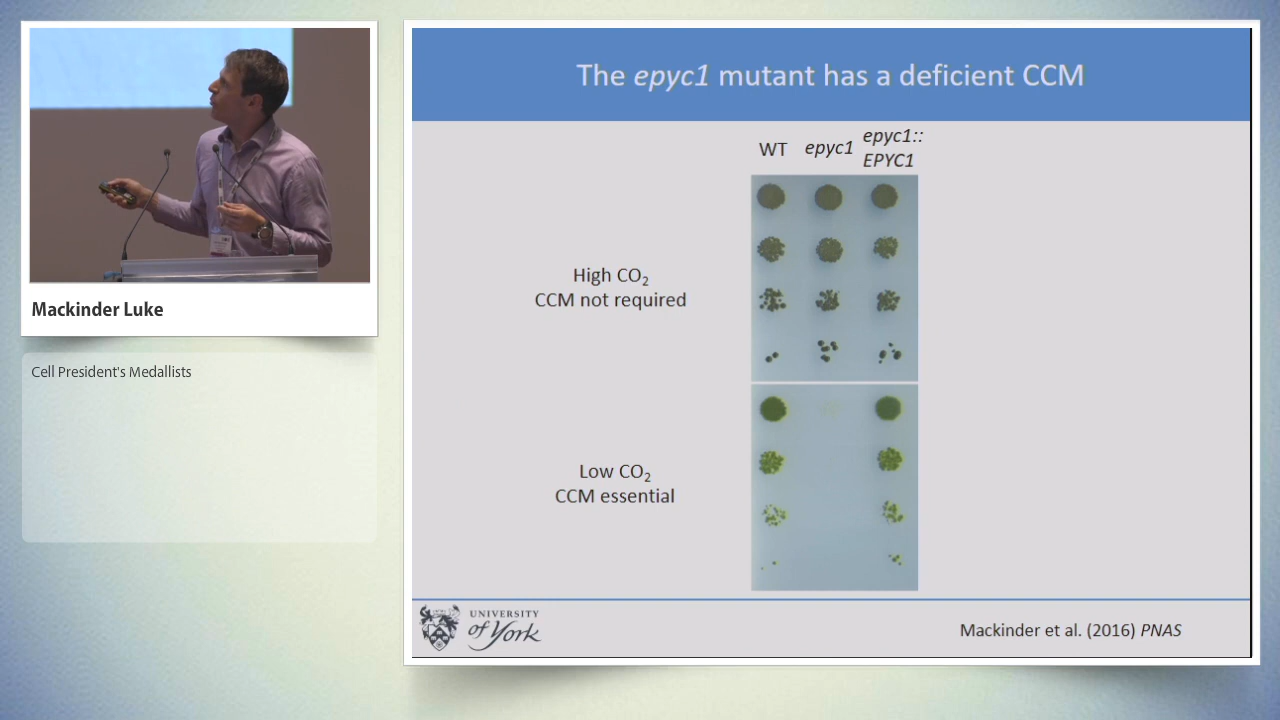 Mackinder Luke
Cell President's Medallists
The epyc1 mutant has a deficient CCM
WT epyc1 epyc1::
EPYC1
High CO₂
CCM not required
Low CO₂
CCM essential
UNIVERSITY
of York
Mackinder et al. (2016) PNAS